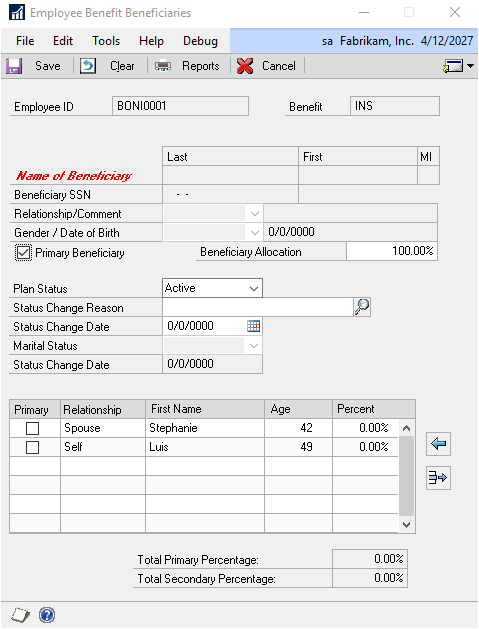 Employee Benefit Beneficiaries
File Edit Tools Help Debug sa Fabrikam, Inc. 4/12/2027
Save Clear Reports Cancel
Employee ID BONI0001 Benefit INS
Last First MI
Name of Beneficiary
Beneficiary SSN - -
Relationship/Comment
Gender / Date of Birth 0/0/0000
Primary Beneficiary Beneficiary Allocation 100.00%
Plan Status Active
Status Change Reason
Status Change Date 0/0/0000
Marital Status
Status Change Date 0/0/0000
Primary Relationship First Name Age Percent
Spouse Stephanie 42 0.00%
Self Luis 49 0.00%
Total Primary Percentage: 0.00%
Total Secondary Percentage: 0.00%